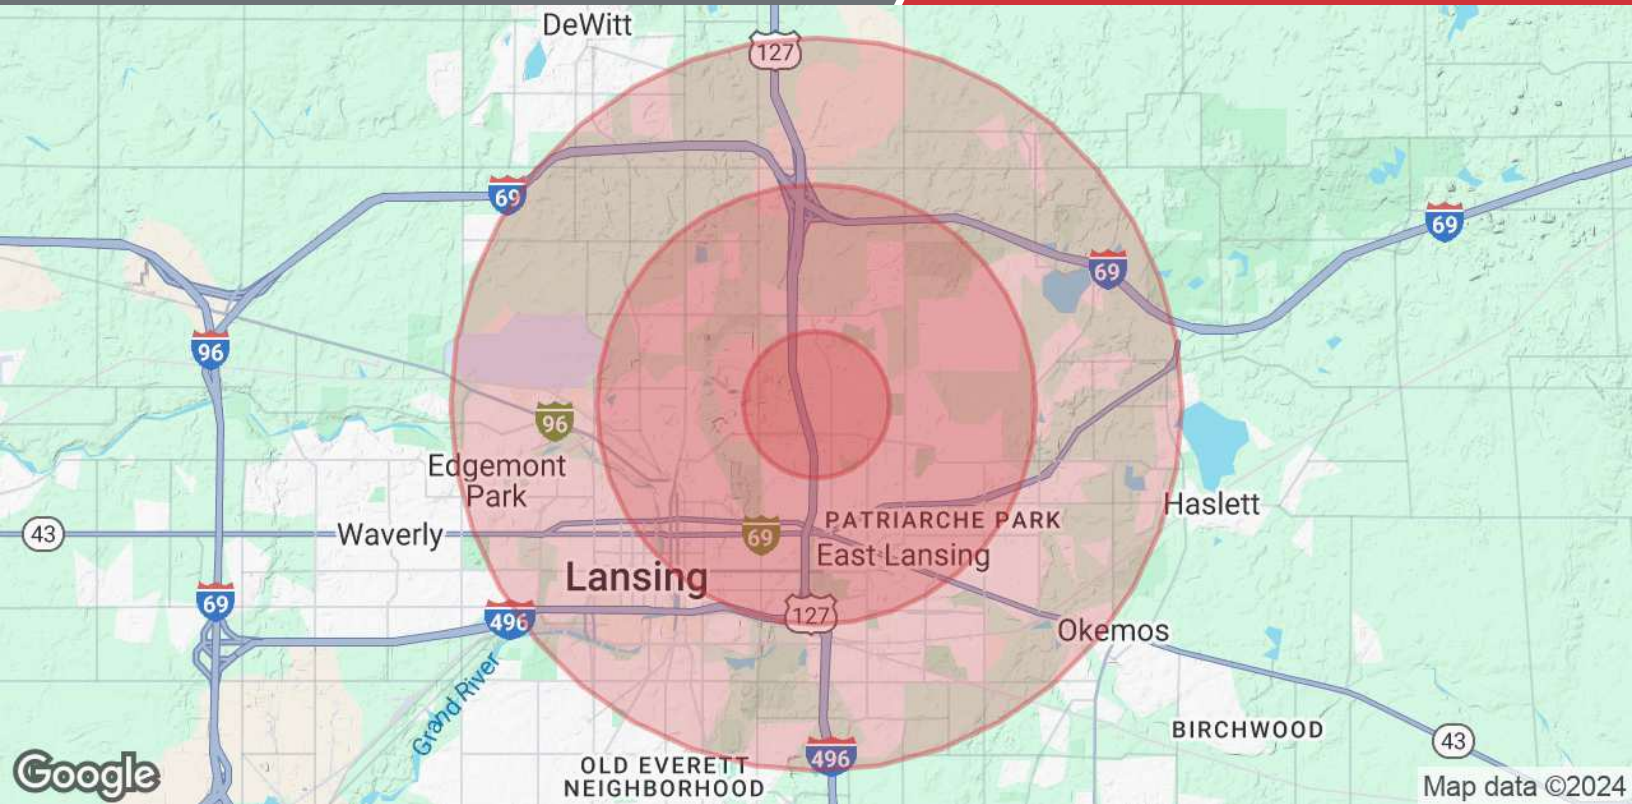 DeWitt
127
69
69
69
96
96
Edgemont
Park
Haslett
43
Waverly
69
PATRIARCHE PARK
East Lansing
Lansing
69
496
127
Okemos
Grand River
BIRCHWOOD
43
496
OLD EVERETT
NEIGHBORHOOD
Google
Map data ©2024